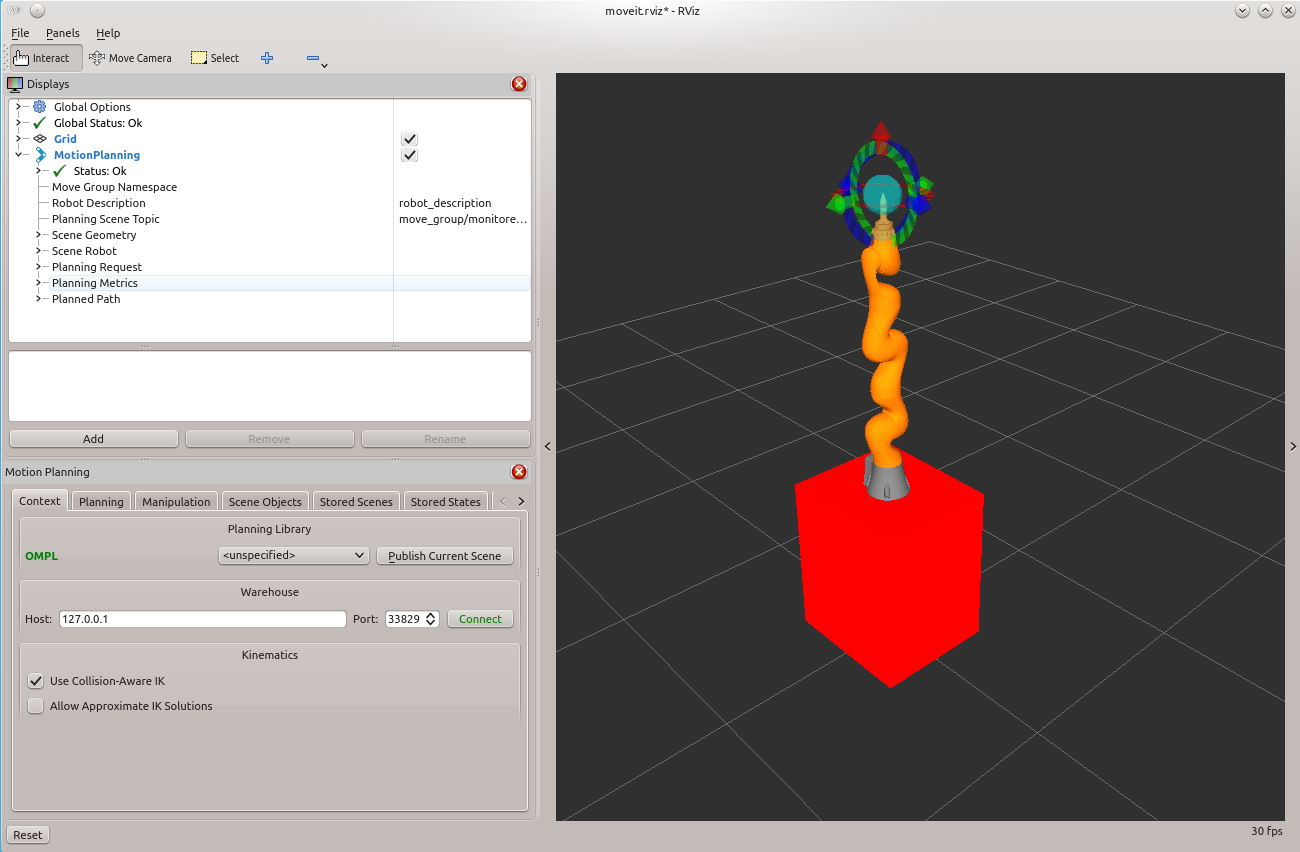 moveit.rviz* - RViz
File Panels Help
Interact Move Camera Select
Displays
Global Options
Global Status: Ok
Grid
MotionPlanning
Status: Ok
Move Group Namespace
Robot Description robot_description
Planning Scene Topic move_group/monitore...
Scene Geometry
Scene Robot
Planning Request
Planning Metrics
Planned Path
Add Remove Rename
Motion Planning
Context Planning Manipulation Scene Objects Stored Scenes Stored States
Planning Library
OMPL <unspecified> Publish Current Scene
Warehouse
Host: 127.0.0.1 Port: 33829 Connect
Kinematics
Use Collision-Aware IK
Allow Approximate IK Solutions
Reset 30 fps